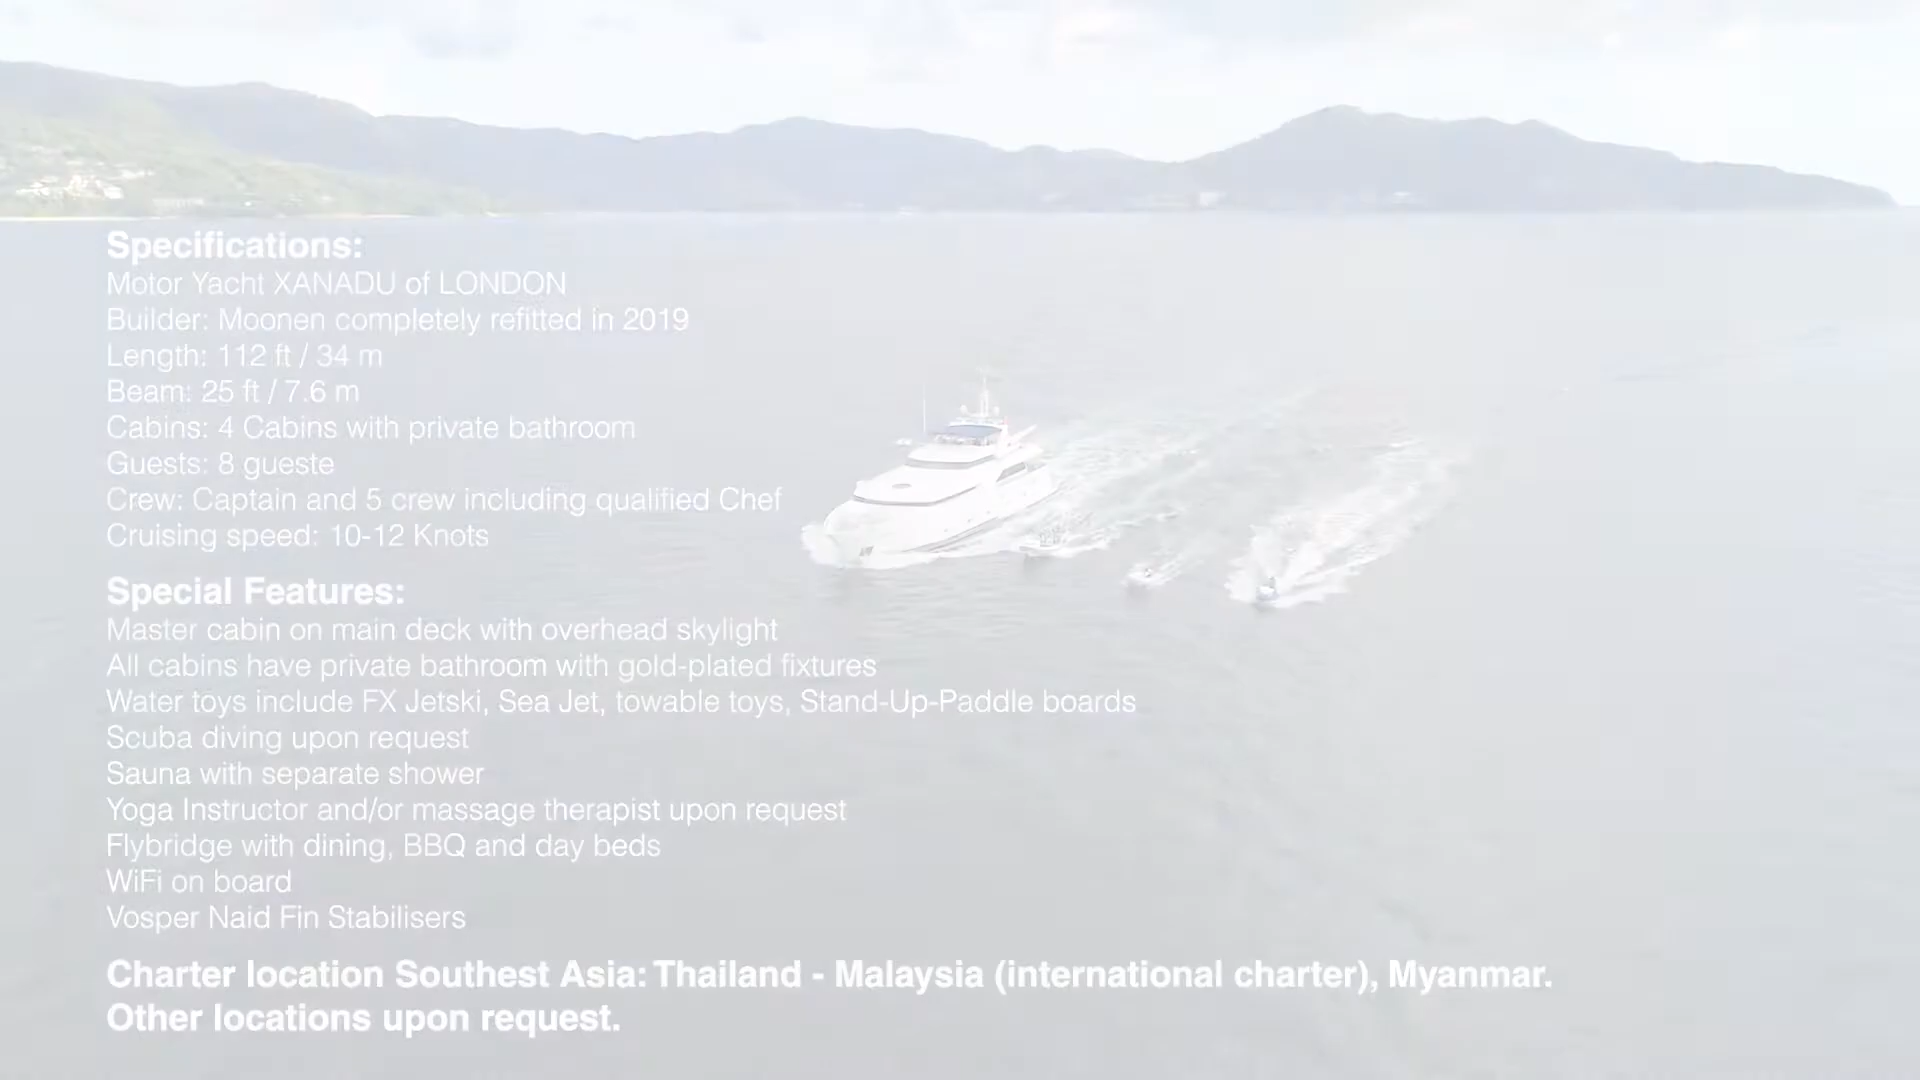 Specifications:
Motor Yacht XANADU of LONDON
Builder: Moonen completely refitted in 2019
Length: 112 ft / 34 m
Beam: 25 ft / 7.6 m
Cabins: 4 Cabins with private bathroom
Guests: 8 gueste
Crew: Captain and 5 crew including qualified Chef
Cruising speed: 10-12 Knots
Special Features:
Master cabin on main deck with overhead skylight
All cabins have private bathroom with gold-plated fixtures
Water toys include FX Jetski, Sea Jet, towable toys, Stand-Up-Paddle boards
Scuba diving upon request
Sauna with separate shower
Yoga Instructor and/or massage therapist upon request
Flybridge with dining, BBQ and day beds
WiFi on board
Vosper Naid Fin Stabilisers
Charter location Southest Asia: Thailand - Malaysia (international charter), Myanmar.
Other locations upon request.